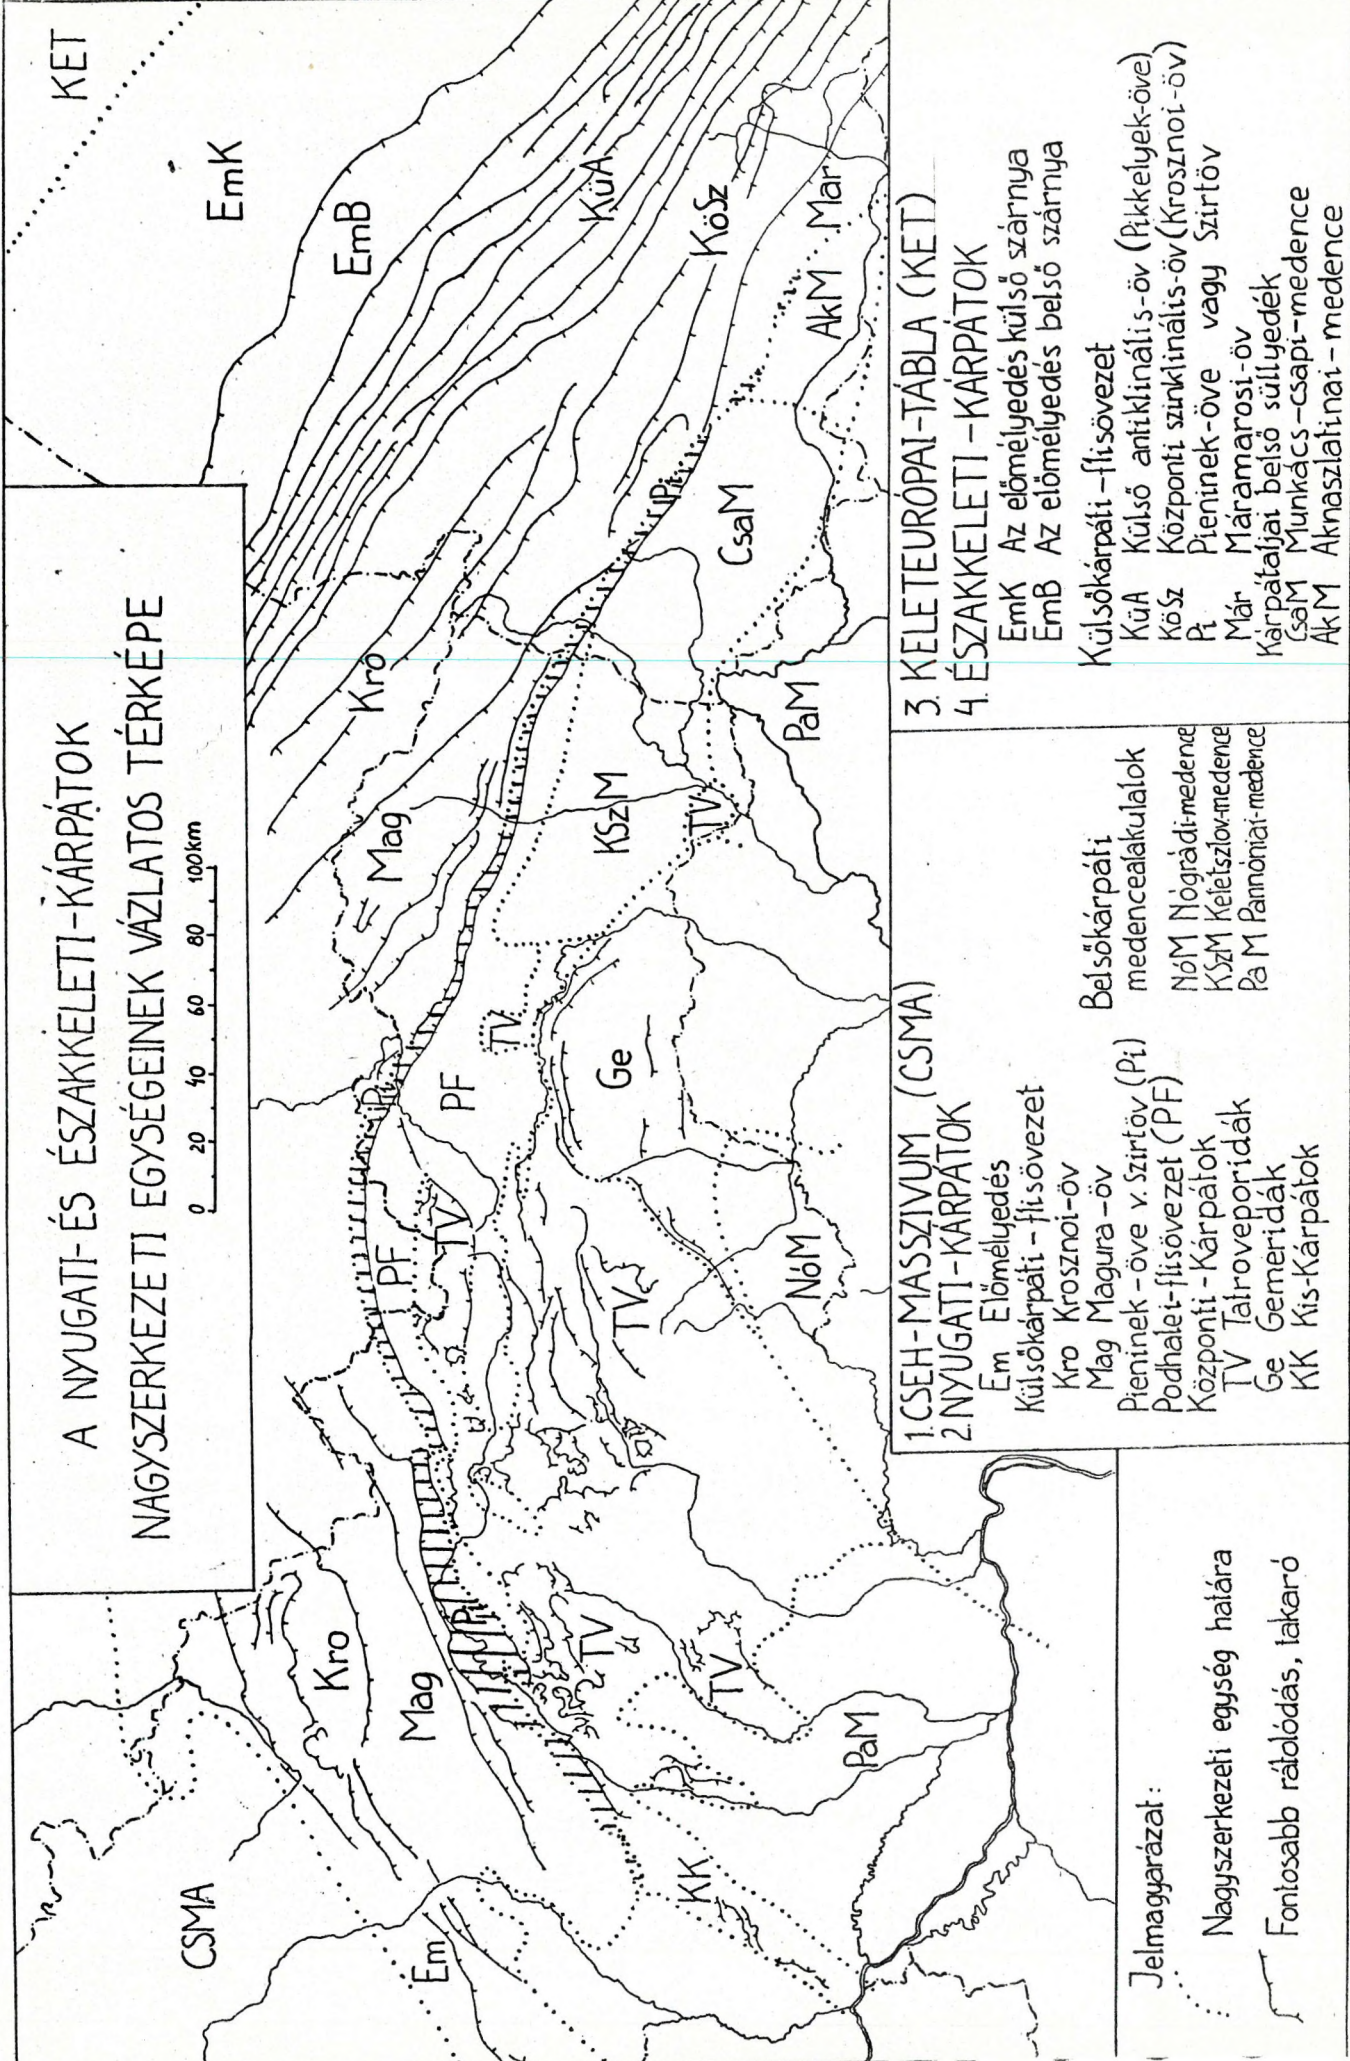 A NYUGATI- ÉS ÉSZAKKELETI-KÁRPÁTOK
NAGYSZERKEZETI EGYSÉGEINEK VÁZLATOS TÉRKÉPE
0 20 40 60 80 100km
KET
EmK
EmB
KüA
KöSz
Mar
AkM
CsaM
Pi
Kro
Mag
KSzM
TV
PaM
PF
Pi
TV
Ge
PF
TV
TV
NóM
Kro
Mag
Pi
TV
TV
PaM
CSMA
Em
KK
Jelmagyarázat:
Nagyszerkezeti egység határa
Fontosabb rátolódás, takaró
1. CSEH-MASSZIVUM (CSMA)
2. NYUGATI-KÁRPÁTOK
Em Előmélyedés
Külsőkárpáti-flisövezet
Kro Krosznoi-öv
Mag Magura-öv
Pieninek-öve v. Szirtöv (Pi)
Podhalei-flisövezet (PF)
Központi-Kárpátok
TV Tatroveporidák
Ge Gemeridák
KK Kis-Kárpátok
Belsőkárpáti
medencealakulatok
NóM Nógrádi-medence
KSzM Keletszlov-medence
PaM Pannóniai-medence
3. KELETEURÓPAI-TÁBLA (KET)
4. ÉSZAKKELETI-KÁRPÁTOK
EmK Az előmélyedés külső szárnya
EmB Az előmélyedés belső szárnya
Külsőkárpáti-flisövezet
KüA Külső antiklinális-öv (Pikkelyek-öve)
KöSz Központi szinklinális-öv (Krosznoi-öv)
Pi Pieninek-öve vagy Szirtöv
Már Máramarosi-öv
Kárpátaljai belső süllyedék
CsaM Munkács-csapi-medence
AkM Aknaszlatinai-medence